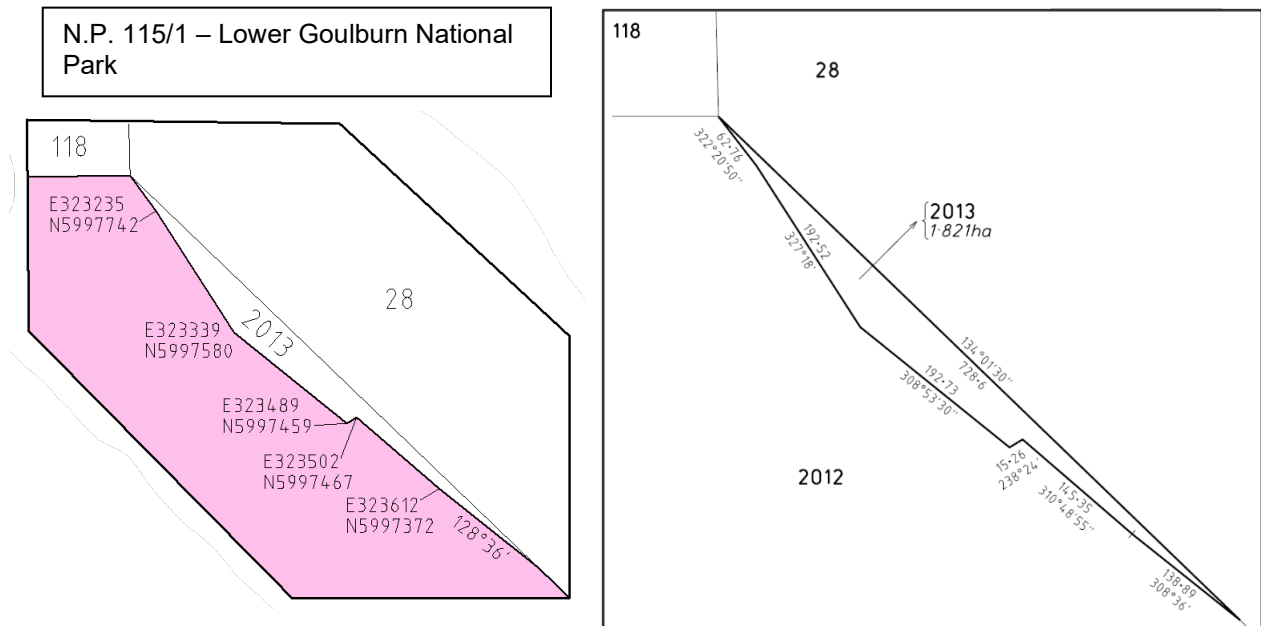 N.P. 115/1 – Lower Goulburn National
Park
118
E323235
N5997742
28
E323339
N5997580
2013
E323489
N5997459
E323502
N5997467
E323612
N5997372
128°36'
118
28
62·76
322°20'50"
2013
1·821ha
192·52
327°18'
134°01'30"
728·6
192·73
308°53'30"
2012
15·26
238°24'
145·35
310°48'55"
138·89
308°36'